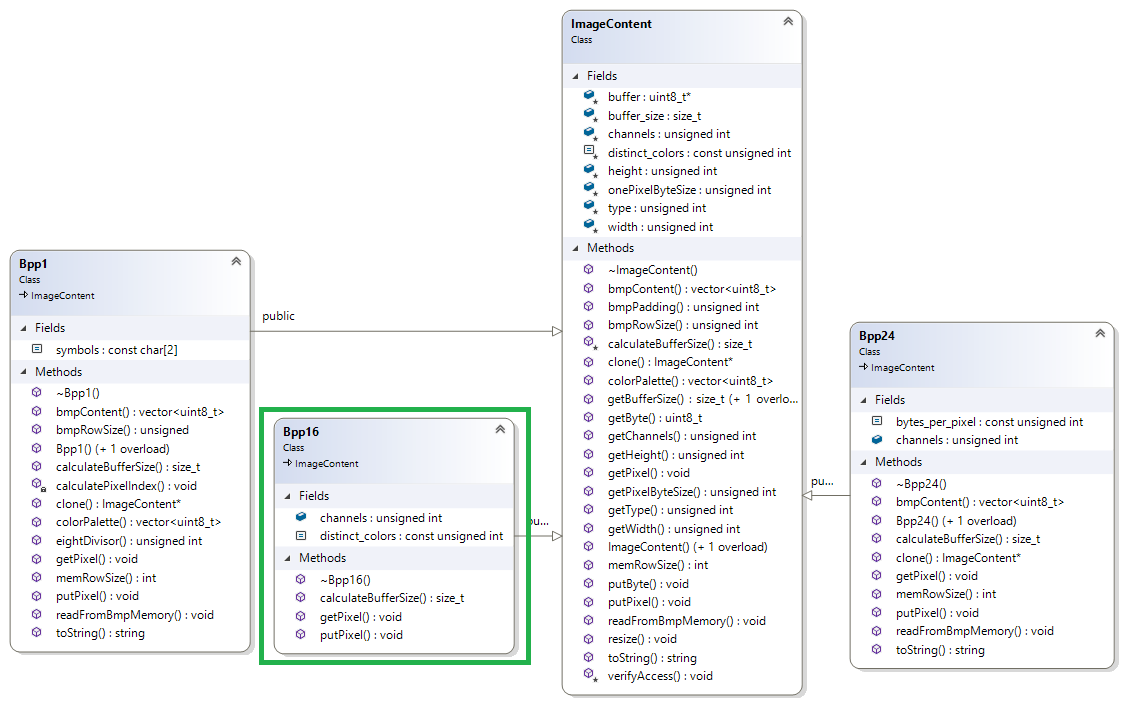 ImageContent
Class
Fields
buffer : uint8_t*
buffer_size : size_t
channels : unsigned int
distinct_colors : const unsigned int
height : unsigned int
onePixelByteSize : unsigned int
type : unsigned int
width : unsigned int
Methods
~ImageContent()
bmpContent() : vector<uint8_t>
bmpPadding() : unsigned int
bmpRowSize() : unsigned int
calculateBufferSize() : size_t
clone() : ImageContent*
colorPalette() : vector<uint8_t>
getBufferSize() : size_t (+ 1 overlo...
getByte() : uint8_t
getChannels() : unsigned int
getHeight() : unsigned int
getPixel() : void
getPixelByteSize() : unsigned int
getType() : unsigned int
getWidth() : unsigned int
ImageContent() (+ 1 overload)
memRowSize() : int
putByte() : void
putPixel() : void
readFromBmpMemory() : void
resize() : void
toString() : string
verifyAccess() : void
Bpp1
Class
ImageContent
Fields
symbols : const char[2]
Methods
~Bpp1()
bmpContent() : vector<uint8_t>
bmpRowSize() : unsigned
Bpp1() (+ 1 overload)
calculateBufferSize() : size_t
calculatePixelIndex() : void
clone() : ImageContent*
colorPalette() : vector<uint8_t>
eightDivisor() : unsigned int
getPixel() : void
memRowSize() : int
putPixel() : void
readFromBmpMemory() : void
toString() : string
public
Bpp16
Class
ImageContent
Fields
channels : unsigned int
distinct_colors : const unsigned int
Methods
~Bpp16()
calculateBufferSize() : size_t
getPixel() : void
putPixel() : void
pu...
Bpp24
Class
ImageContent
Fields
bytes_per_pixel : const unsigned int
channels : unsigned int
Methods
~Bpp24()
bmpContent() : vector<uint8_t>
Bpp24() (+ 1 overload)
calculateBufferSize() : size_t
clone() : ImageContent*
getPixel() : void
memRowSize() : int
putPixel() : void
readFromBmpMemory() : void
toString() : string
pu...